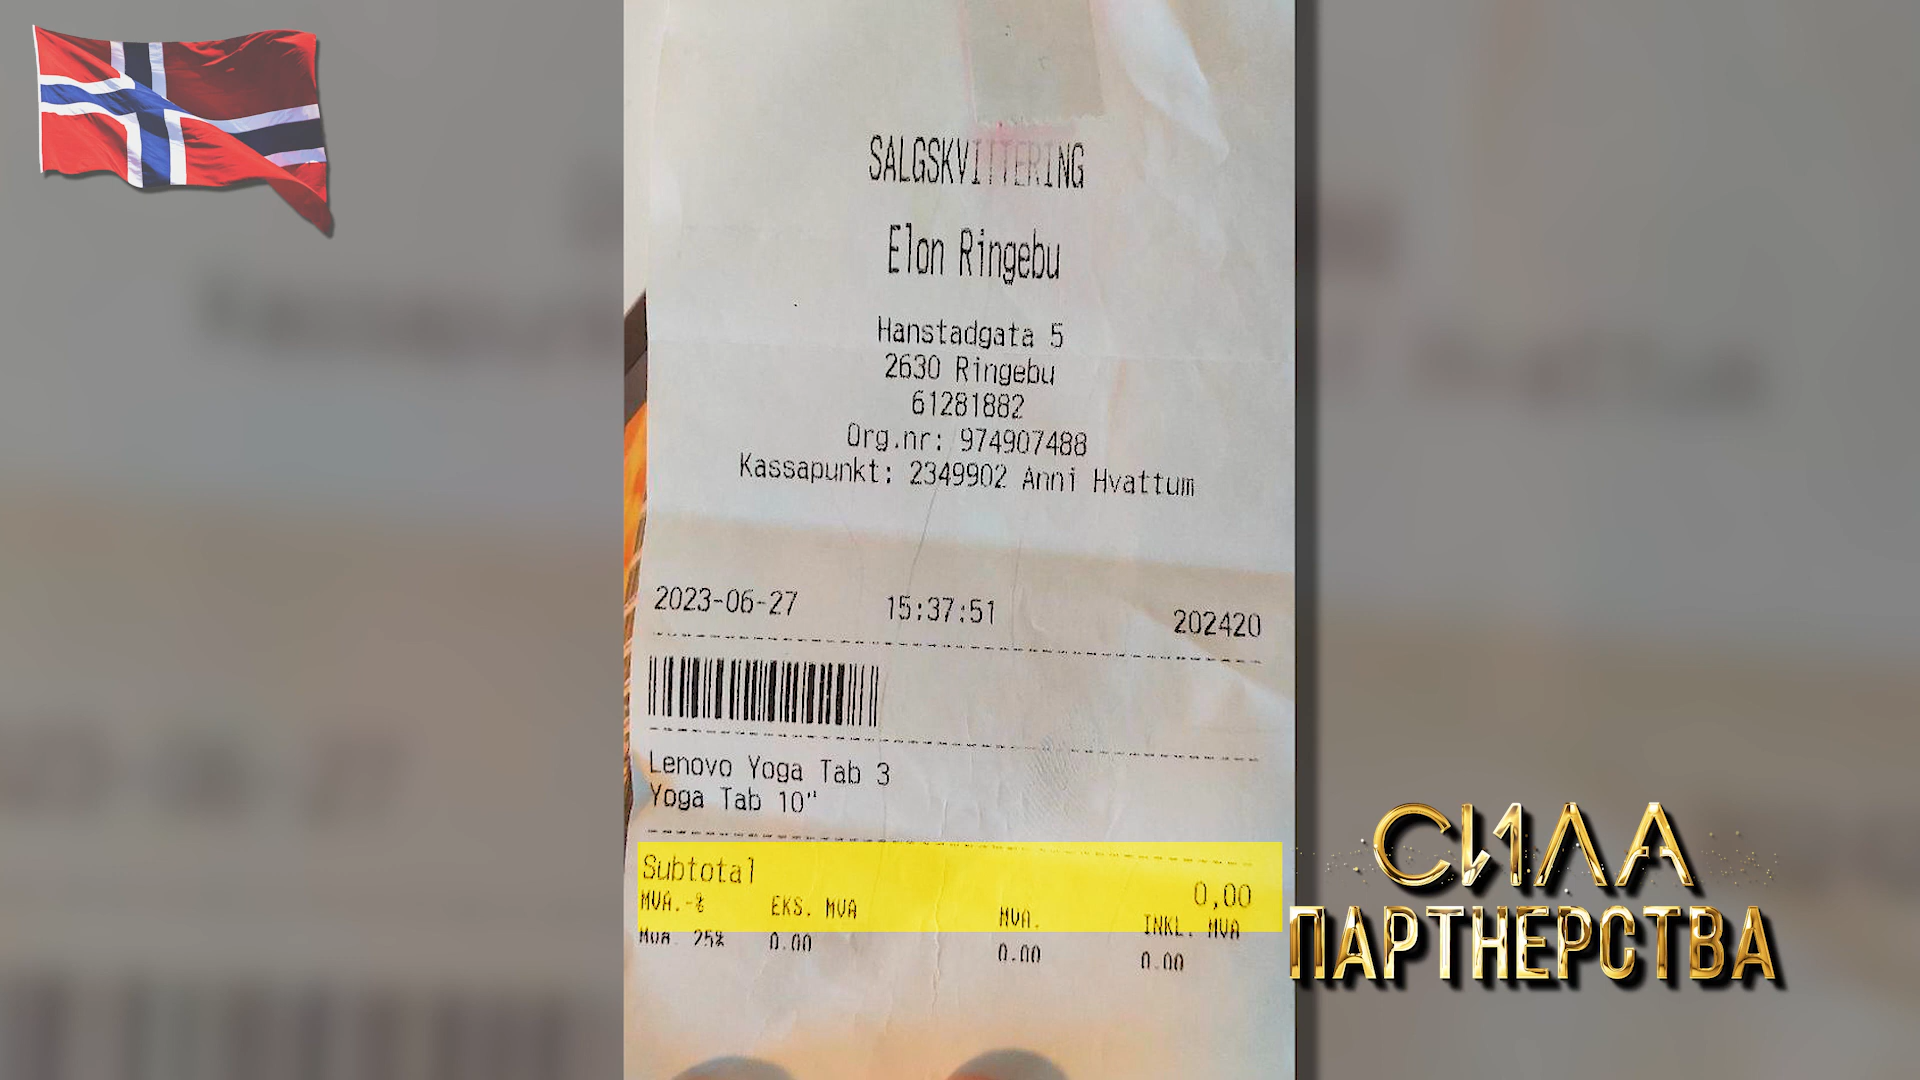 SALGSKVITTERING
Elon Ringebu
Hanstadgata 5
2630 Ringebu
61281882
Org.nr: 974907488
Kassapunkt: 2349902 Anni Hvattum
2023-06-27 15:37:51 202420
Lenovo Yoga Tab 3
Yoga Tab 10"
Subtotal 0,00
MVA.-% EKS. MVA MVA. INKL. MVA
Mva 25% 0.00 0.00 0.00
СИЛА
ПАРТНЕРСТВА